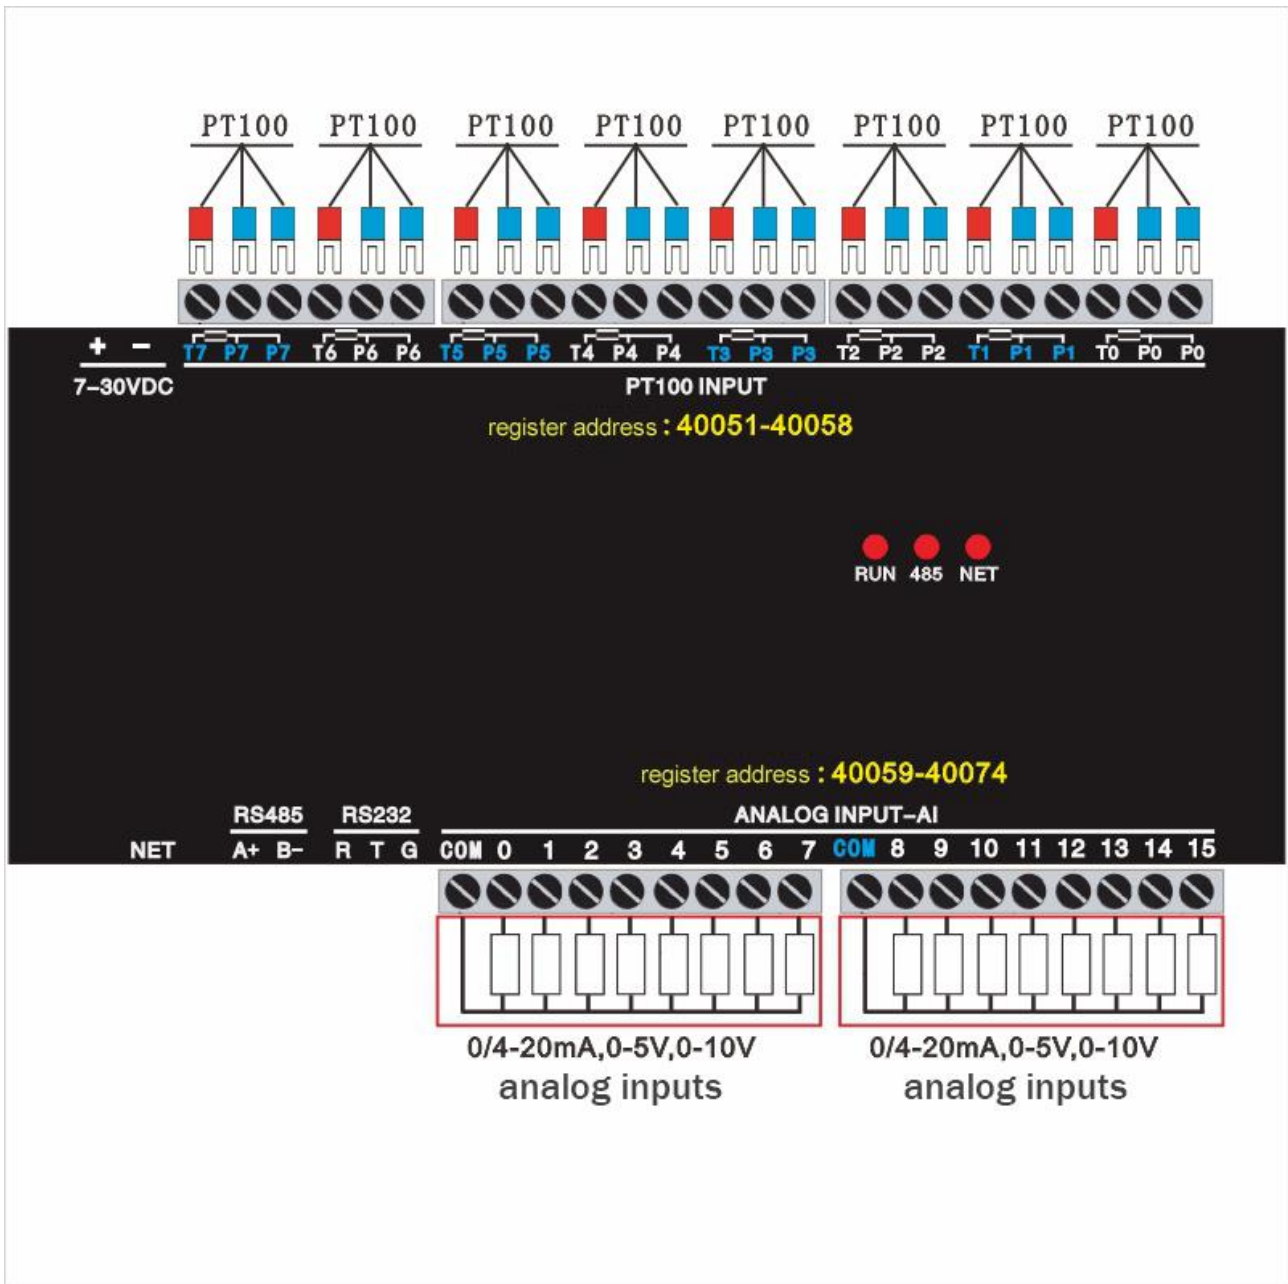 PT100 PT100 PT100 PT100 PT100 PT100 PT100 PT100
+ - T7 P7 P7 T6 P6 P6 T5 P5 P5 T4 P4 P4 T3 P3 P3 T2 P2 P2 T1 P1 P1 T0 P0 P0
7-30VDC PT100 INPUT
register address : 40051-40058
RUN 485 NET
register address : 40059-40074
RS485 RS232 ANALOG INPUT-AI
NET A+ B- R T G COM 0 1 2 3 4 5 6 7 COM 8 9 10 11 12 13 14 15
0/4-20mA,0-5V,0-10V 0/4-20mA,0-5V,0-10V
analog inputs analog inputs